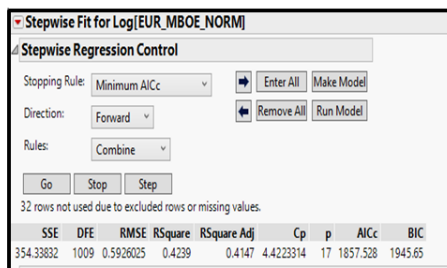 Stepwise Fit for Log[EUR_MBOE_NORM]
Stepwise Regression Control
Stopping Rule: Minimum AICc Enter All Make Model
Direction: Forward Remove All Run Model
Rules: Combine
Go Stop Step
32 rows not used due to excluded rows or missing values.
SSE DFE RMSE RSquare RSquare Adj Cp p AICc BIC
354.33832 1009 0.5926025 0.4239 0.4147 4.4223314 17 1857.528 1945.65